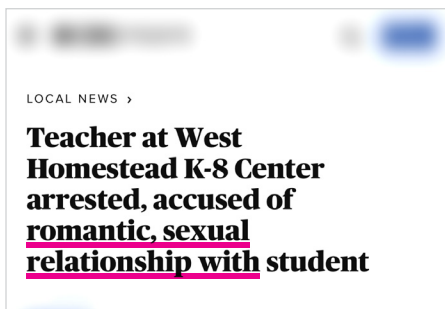 LOCAL NEWS ›
Teacher at West
Homestead K-8 Center
arrested, accused of
romantic, sexual
relationship with student